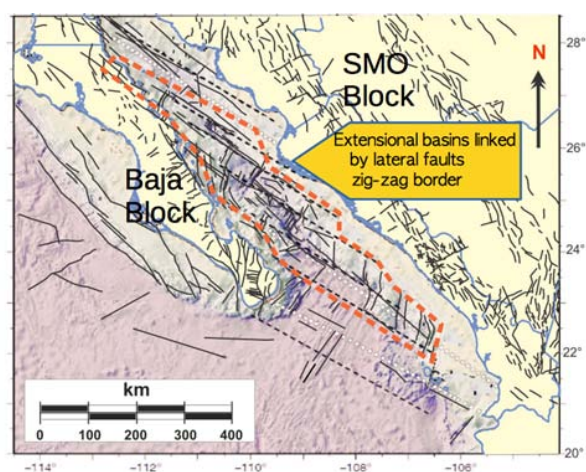 28°
N
SMO
Block
26°
Extensional basins linked
by lateral faults
zig-zag border
Baja
Block
24°
22°
km
0 100 200 300 400
20°
-114° -112° -110° -108° -106°